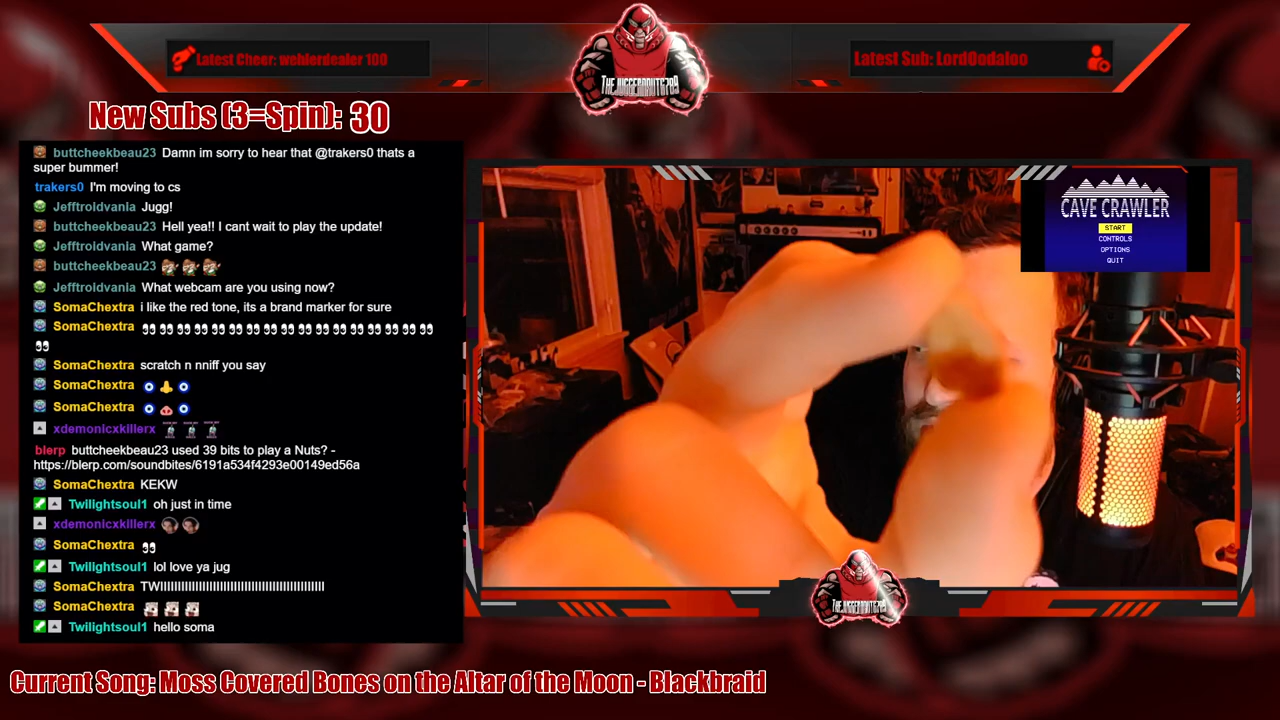 Latest Cheer: wehlerdealer 100
THEJUGGERNAUT6789
Latest Sub: LordOodaloo
New Subs (3=Spin): 30
buttcheekbeau23 Damn im sorry to hear that @trakers0 thats a
super bummer!
trakers0 I'm moving to cs
Jefftroidvania Jugg!
buttcheekbeau23 Hell yea!! I cant wait to play the update!
Jefftroidvania What game?
buttcheekbeau23
Jefftroidvania What webcam are you using now?
SomaChextra i like the red tone, its a brand marker for sure
SomaChextra
SomaChextra scratch n nniff you say
SomaChextra
SomaChextra
xdemonicxkillerx
blerp buttcheekbeau23 used 39 bits to play a Nuts? -
https://blerp.com/soundbites/6191a534f4293e00149ed56a
SomaChextra KEKW
Twilightsoul1 oh just in time
xdemonicxkillerx
SomaChextra
Twilightsoul1 lol love ya jug
SomaChextra TWIIIIIIIIIIIIIIIIIIIIIIIIIIIIIIIIIIIIIIIIIIIIIIII
SomaChextra
Twilightsoul1 hello soma
CAVE CRAWLER
START
CONTROLS
OPTIONS
QUIT
THEJUGGERNAUT6789
Current Song: Moss Covered Bones on the Altar of the Moon - Blackbraid